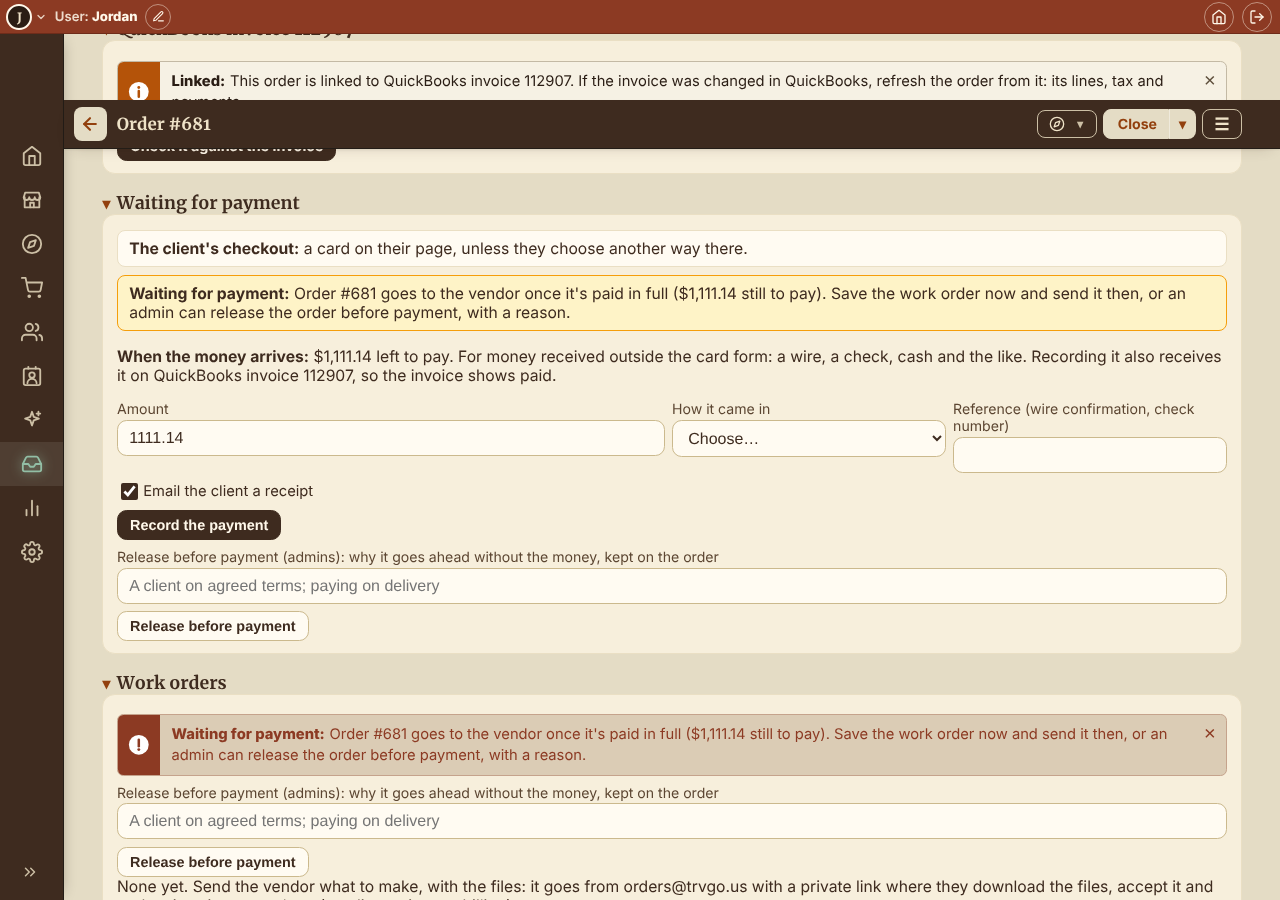 J
User: Jordan
Linked: This order is linked to QuickBooks invoice 112907. If the invoice was changed in QuickBooks, refresh the order from it: its lines, tax and
Order #681
Close
Waiting for payment
The client's checkout: a card on their page, unless they choose another way there.
Waiting for payment: Order #681 goes to the vendor once it's paid in full ($1,111.14 still to pay). Save the work order now and send it then, or an
admin can release the order before payment, with a reason.
When the money arrives: $1,111.14 left to pay. For money received outside the card form: a wire, a check, cash and the like. Recording it also receives
it on QuickBooks invoice 112907, so the invoice shows paid.
Amount
How it came in
Reference (wire confirmation, check
number)
1111.14
Choose...
Email the client a receipt
Record the payment
Release before payment (admins): why it goes ahead without the money, kept on the order
A client on agreed terms; paying on delivery
Release before payment
Work orders
Waiting for payment: Order #681 goes to the vendor once it's paid in full ($1,111.14 still to pay). Save the work order now and send it then, or an
admin can release the order before payment, with a reason.
Release before payment (admins): why it goes ahead without the money, kept on the order
A client on agreed terms; paying on delivery
Release before payment
None yet. Send the vendor what to make, with the files: it goes from orders@trvgo.us with a private link where they download the files, accept it and